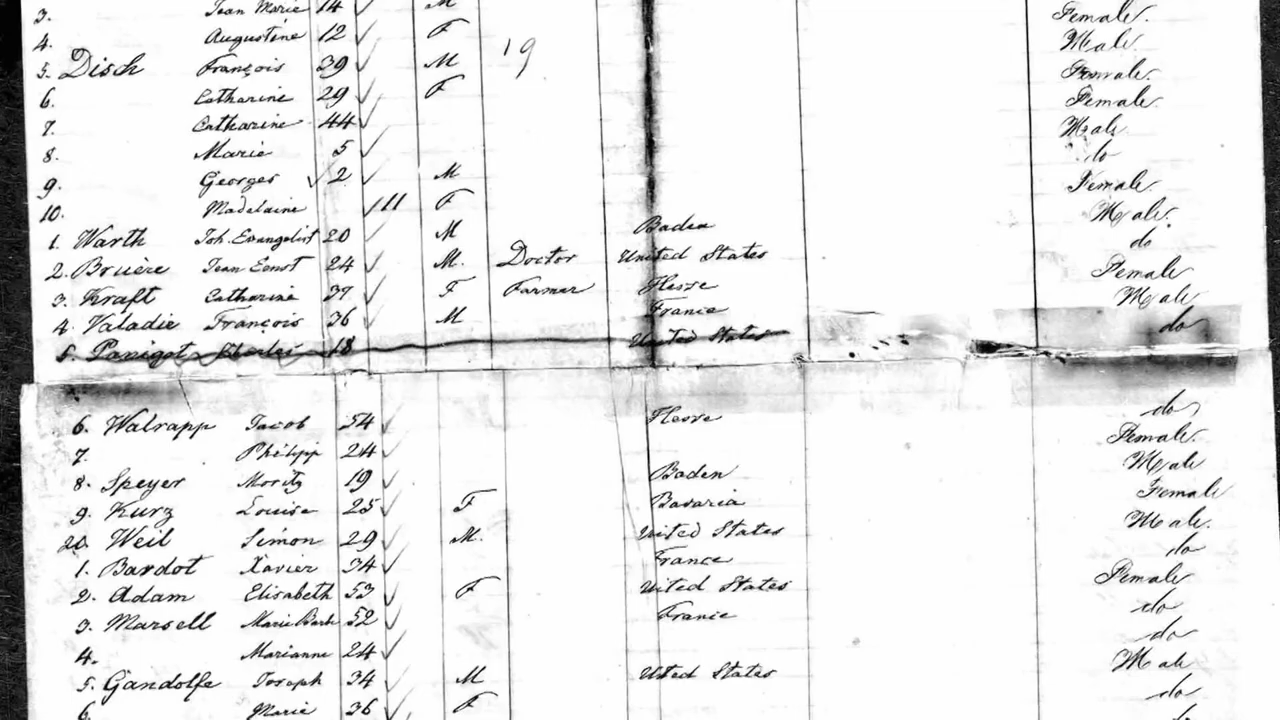 3. Jean Marie 14 M Female.
4. Augustine 12 F Male.
5. Disch François 39 M 19 Female.
6. Catharine 29 F Female.
7. Catharine 44 Male.
8. Marie 5 do
9. Georges 2 M Female.
10. Madelaine 11 F Male.
1. Warth Joh. Evangelist 20 M Baden do
2. Bruère Jean Ernst 24 M. Doctor United States Female
3. Kraft Catharine 37 F Farmer Hesse Male
4. Valadie François 36 M France do
5. Panigot 18 United States
6. Walrapp Jacob 54 Hesse do
7. Philipp 24 Female.
8. Speyer Moritz 19 Baden Male
9. Kurz Louise 25 F Bavaria Female
20. Weil Simon 29 M. United States Male.
1. Bardot Xavier 34 France do
2. Adam Elisabeth 53 F United States Female
3. Marsell Marie Barb 52 France do
4. Marianne 24 do
5. Gandolfe Joseph 34 M United States Male
6. Marie 36 F do
do